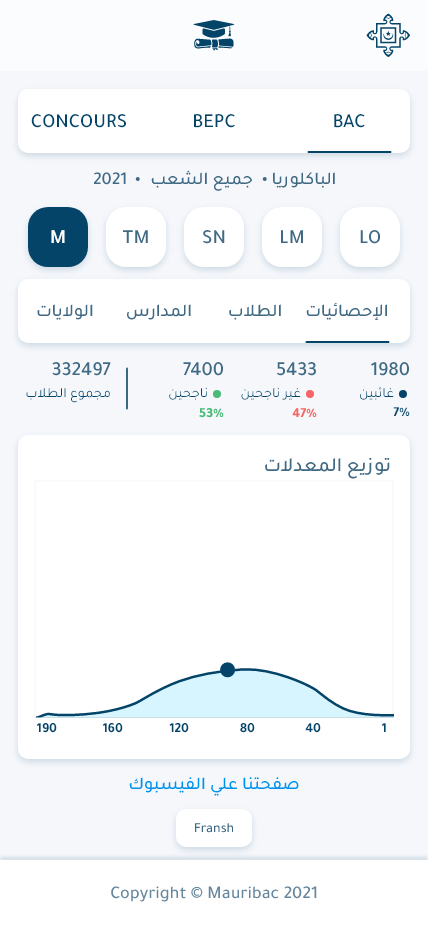 BAC BEPC CONCOURS
الباكلوريا • جميع الشعب • 2021
LO LM SN TM M
الإحصائيات الطلاب المدارس الولايات
1980 5433 7400 332497
غائبين غير ناجحين ناجحين مجموع الطلاب
7% 47% 53%
توزيع المعدلات
190 160 120 80 40 1
صفحتنا علي الفيسبوك
Fransh
Copyright © Mauribac 2021